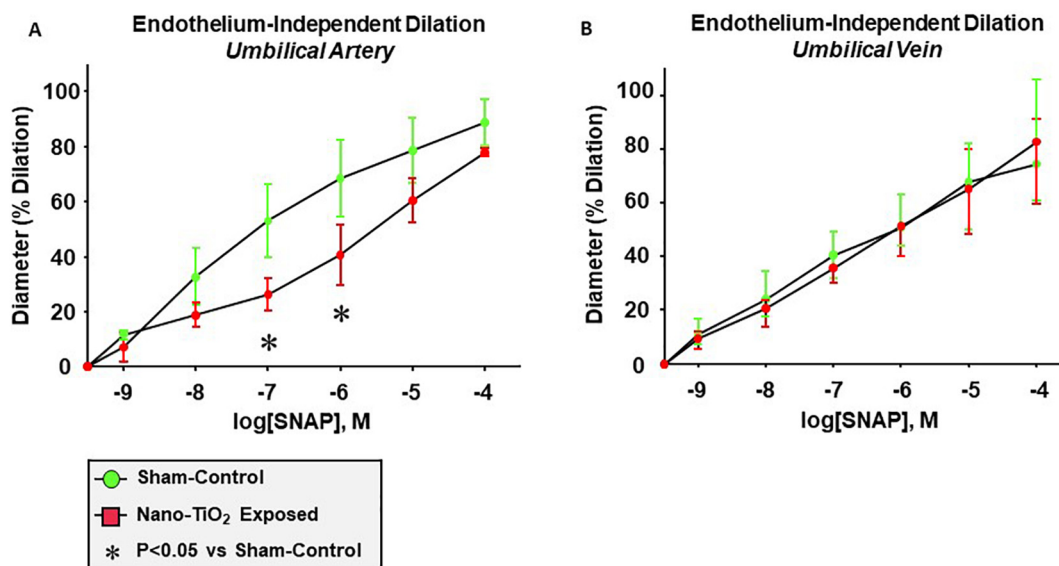 A
Endothelium-Independent Dilation
Umbilical Artery
Diameter (% Dilation)
100
80
60
40
20
0
-9 -8 -7 -6 -5 -4
* *
log[SNAP], M
B
Endothelium-Independent Dilation
Umbilical Vein
Diameter (% Dilation)
100
80
60
40
20
0
-9 -8 -7 -6 -5 -4
log[SNAP], M
Sham-Control
Nano-TiO₂ Exposed
* P<0.05 vs Sham-Control